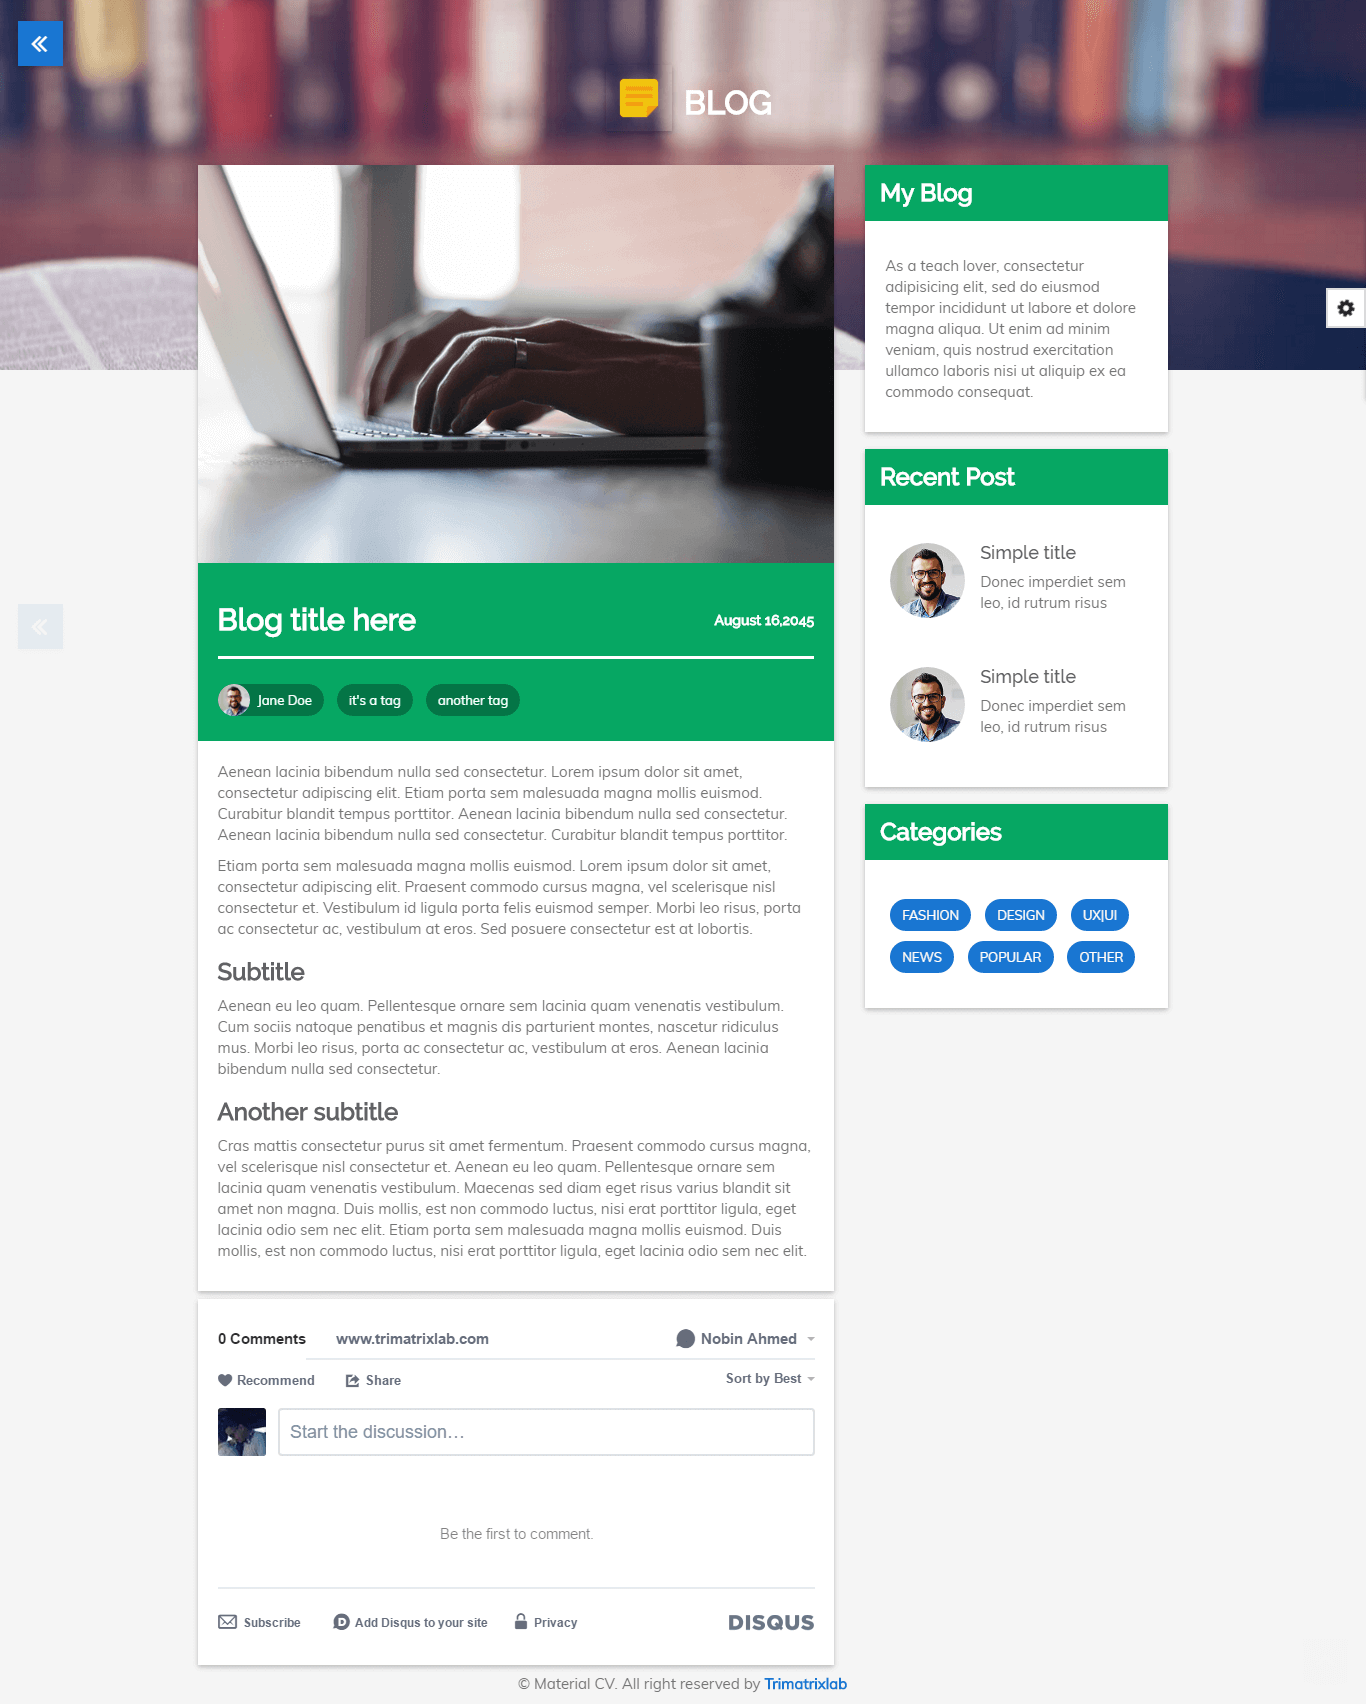 BLOG
Blog title here
August 16,2045
Jane Doe
it's a tag
another tag
Aenean lacinia bibendum nulla sed consectetur. Lorem ipsum dolor sit amet,
consectetur adipiscing elit. Etiam porta sem malesuada magna mollis euismod.
Curabitur blandit tempus porttitor. Aenean lacinia bibendum nulla sed consectetur.
Aenean lacinia bibendum nulla sed consectetur. Curabitur blandit tempus porttitor.
Etiam porta sem malesuada magna mollis euismod. Lorem ipsum dolor sit amet,
consectetur adipiscing elit. Praesent commodo cursus magna, vel scelerisque nisl
consectetur et. Vestibulum id ligula porta felis euismod semper. Morbi leo risus, porta
ac consectetur ac, vestibulum at eros. Sed posuere consectetur est at lobortis.
Subtitle
Aenean eu leo quam. Pellentesque ornare sem lacinia quam venenatis vestibulum.
Cum sociis natoque penatibus et magnis dis parturient montes, nascetur ridiculus
mus. Morbi leo risus, porta ac consectetur ac, vestibulum at eros. Aenean lacinia
bibendum nulla sed consectetur.
Another subtitle
Cras mattis consectetur purus sit amet fermentum. Praesent commodo cursus magna,
vel scelerisque nisl consectetur et. Aenean eu leo quam. Pellentesque ornare sem
lacinia quam venenatis vestibulum. Maecenas sed diam eget risus varius blandit sit
amet non magna. Duis mollis, est non commodo luctus, nisi erat porttitor ligula, eget
lacinia odio sem nec elit. Etiam porta sem malesuada magna mollis euismod. Duis
mollis, est non commodo luctus, nisi erat porttitor ligula, eget lacinia odio sem nec elit.
0 Comments
www.trimatrixlab.com
Nobin Ahmed
Recommend
Share
Sort by Best
Start the discussion…
Be the first to comment.
Subscribe
Add Disqus to your site
Privacy
DISQUS
My Blog
As a teach lover, consectetur
adipisicing elit, sed do eiusmod
tempor incididunt ut labore et dolore
magna aliqua. Ut enim ad minim
veniam, quis nostrud exercitation
ullamco laboris nisi ut aliquip ex ea
commodo consequat.
Recent Post
Simple title
Donec imperdiet sem
leo, id rutrum risus
Simple title
Donec imperdiet sem
leo, id rutrum risus
Categories
FASHION
DESIGN
UX|UI
NEWS
POPULAR
OTHER
© Material CV. All right reserved by Trimatrixlab